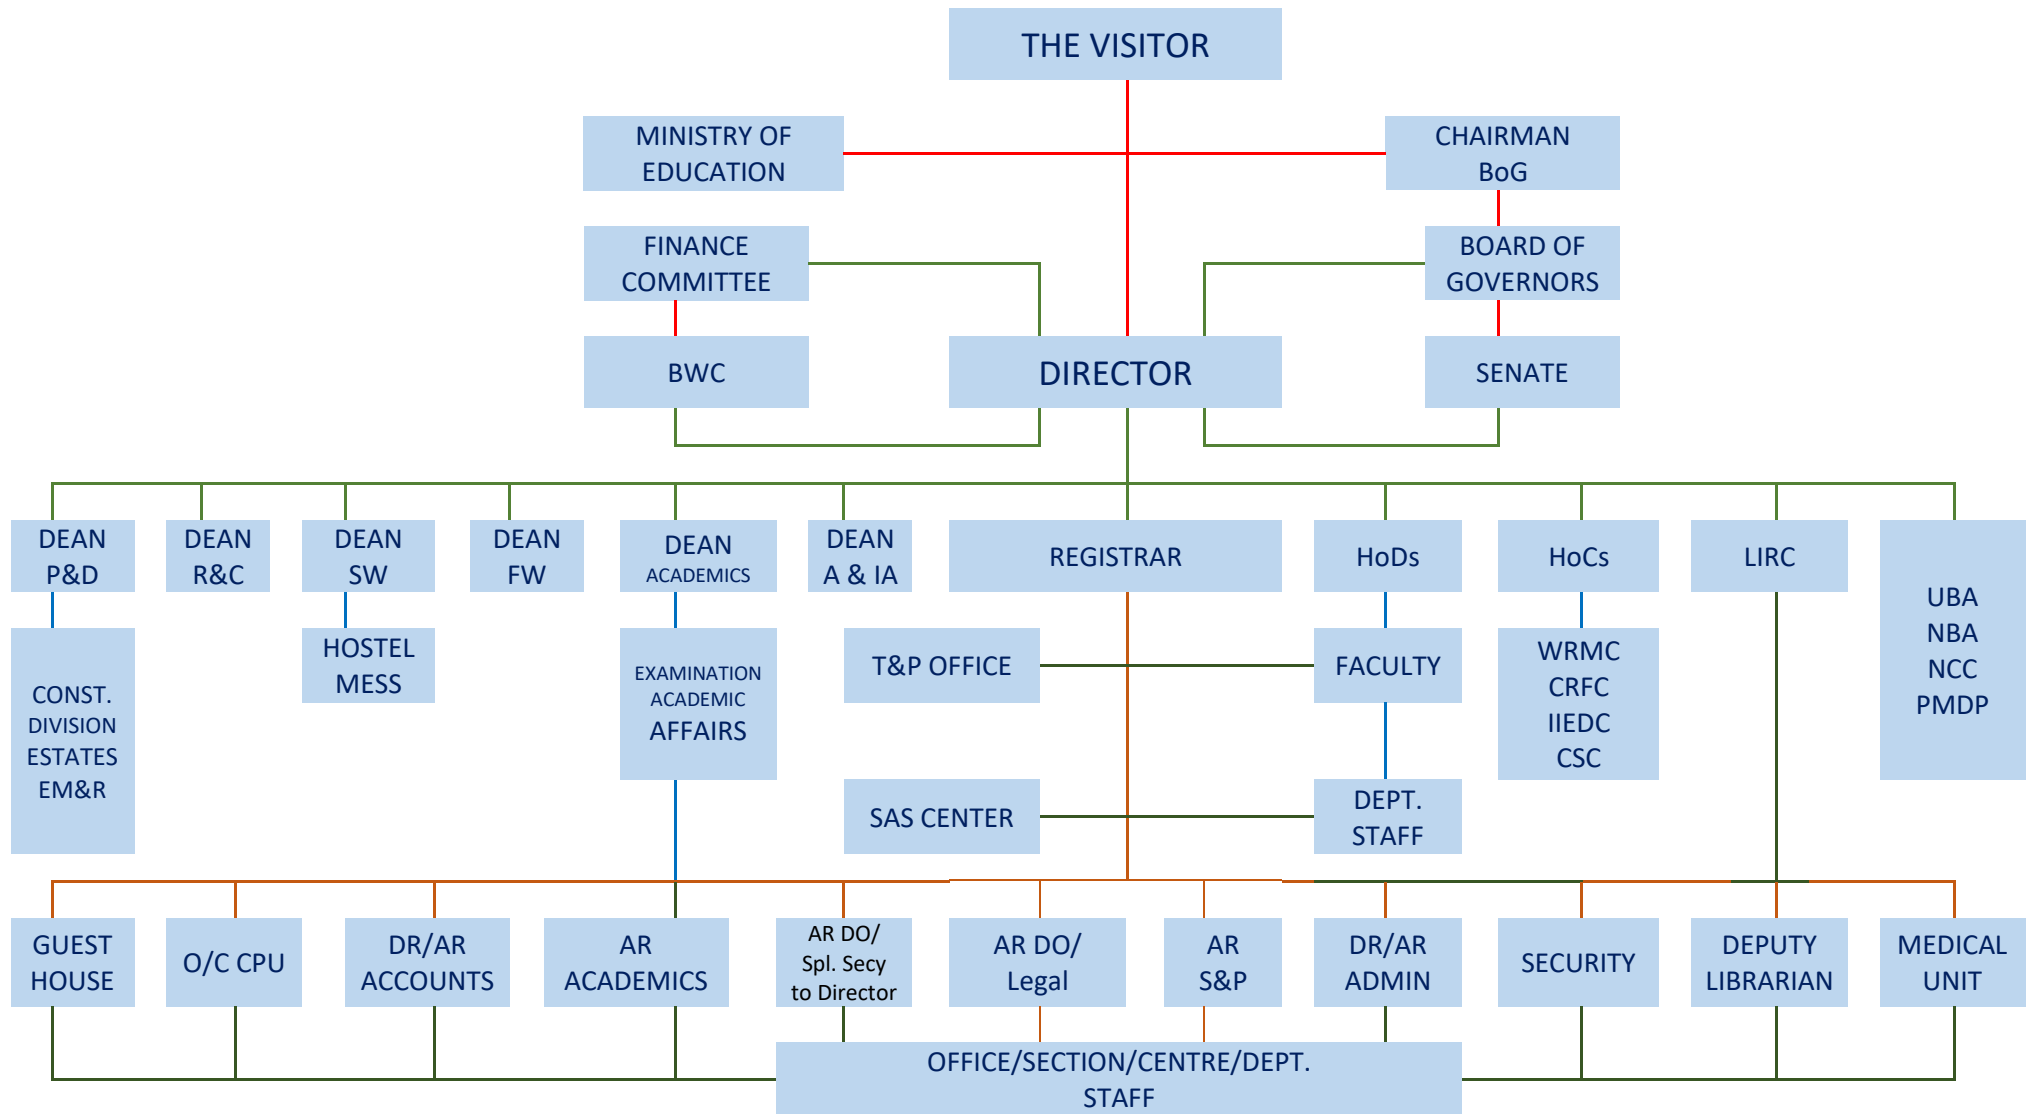 THE VISITOR
MINISTRY OF
EDUCATION
CHAIRMAN
BoG
FINANCE
COMMITTEE
BOARD OF
GOVERNORS
BWC
DIRECTOR
SENATE
DEAN
P&D
DEAN
R&C
DEAN
SW
DEAN
FW
DEAN
ACADEMICS
DEAN
A & IA
REGISTRAR
HoDs
HoCs
LIRC
UBA
NBA
NCC
PMDP
CONST.
DIVISION
ESTATES
EM&R
HOSTEL
MESS
EXAMINATION
ACADEMIC
AFFAIRS
T&P OFFICE
FACULTY
WRMC
CRFC
IIEDC
CSC
SAS CENTER
DEPT.
STAFF
GUEST
HOUSE
O/C CPU
DR/AR
ACCOUNTS
AR
ACADEMICS
AR DO/
Spl. Secy
to Director
AR DO/
Legal
AR
S&P
DR/AR
ADMIN
SECURITY
DEPUTY
LIBRARIAN
MEDICAL
UNIT
OFFICE/SECTION/CENTRE/DEPT.
STAFF